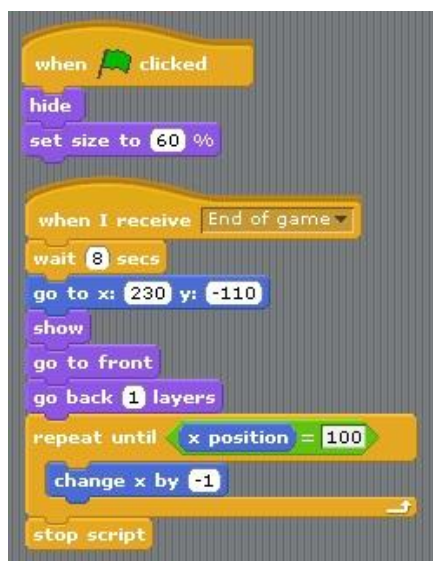 when clicked
hide
set size to 60 %
when I receive End of game
wait 8 secs
go to x: 230 y: -110
show
go to front
go back 1 layers
repeat until x position = 100
change x by -1
stop script